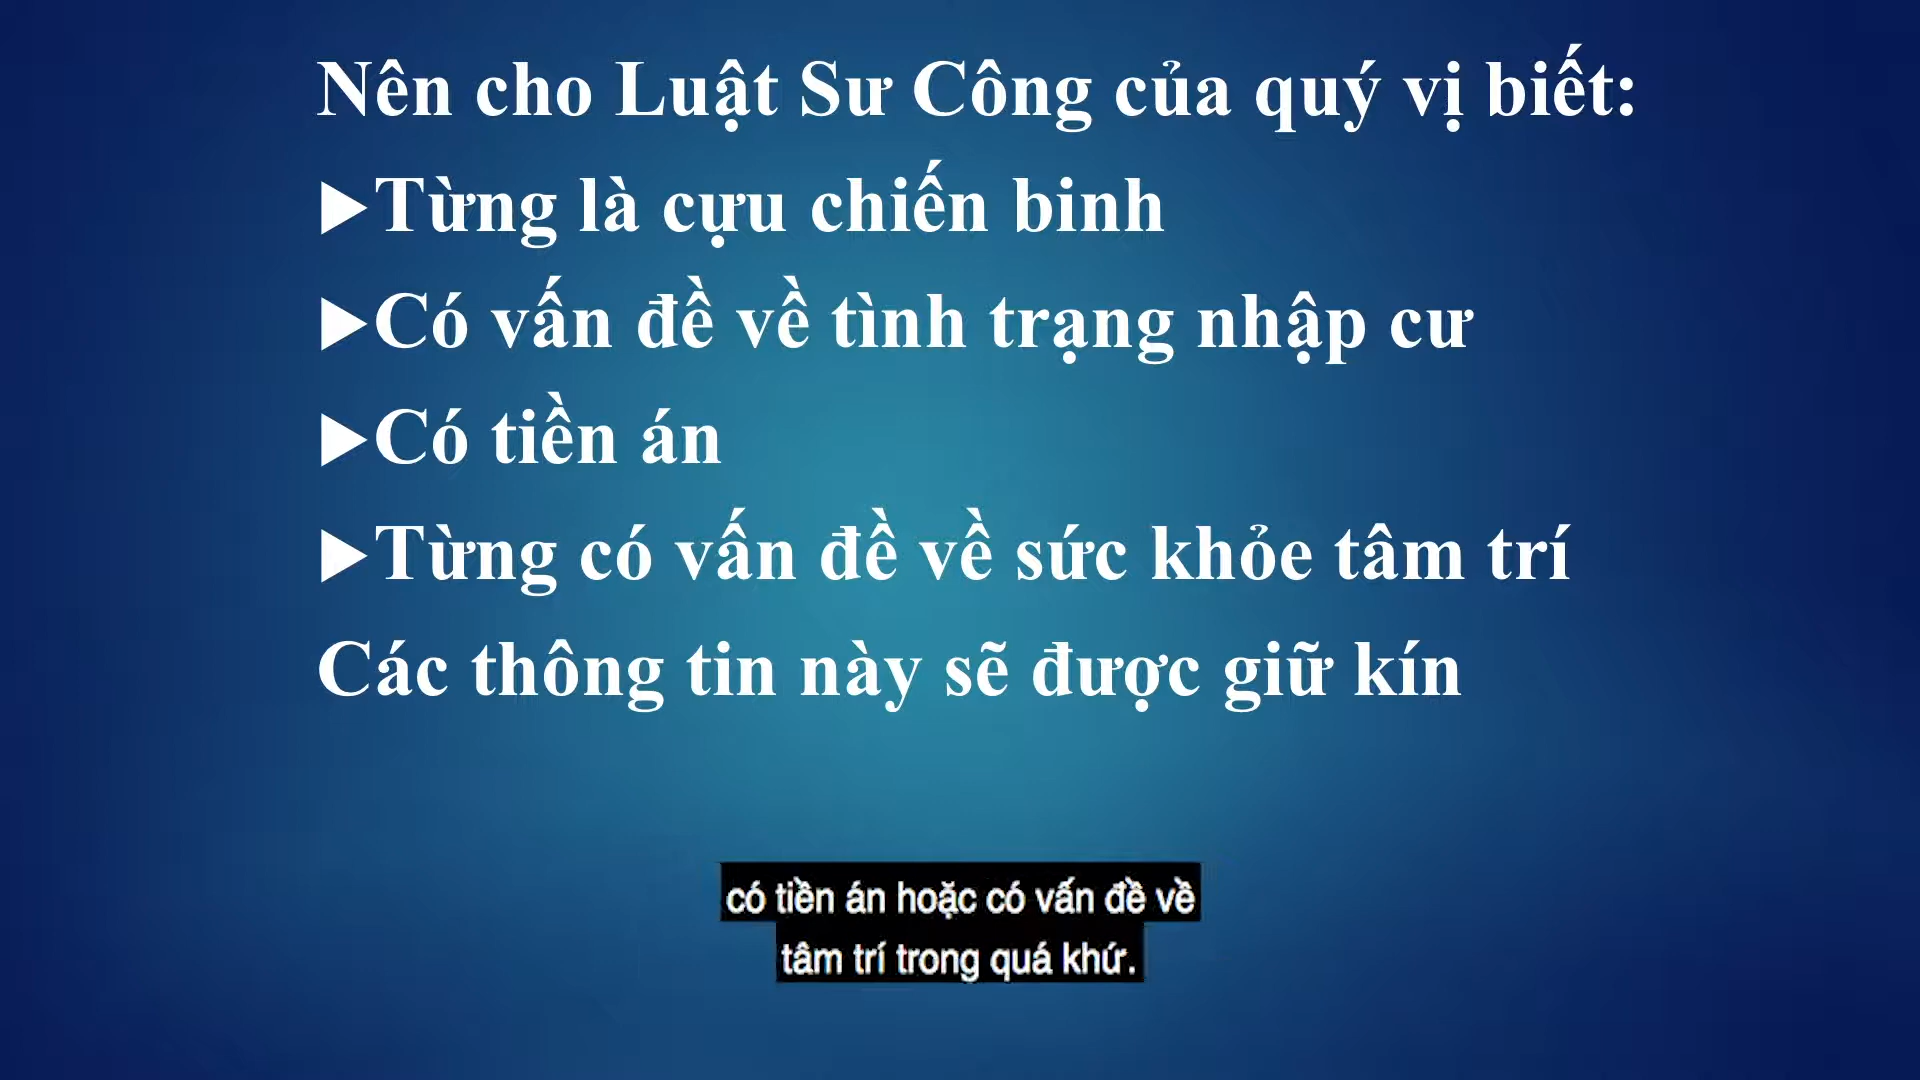 Nên cho Luật Sư Công của quý vị biết:
▶Từng là cựu chiến binh
▶Có vấn đề về tình trạng nhập cư
▶Có tiền án
▶Từng có vấn đề về sức khỏe tâm trí
Các thông tin này sẽ được giữ kín
có tiền án hoặc có vấn đề về
tâm trí trong quá khứ.